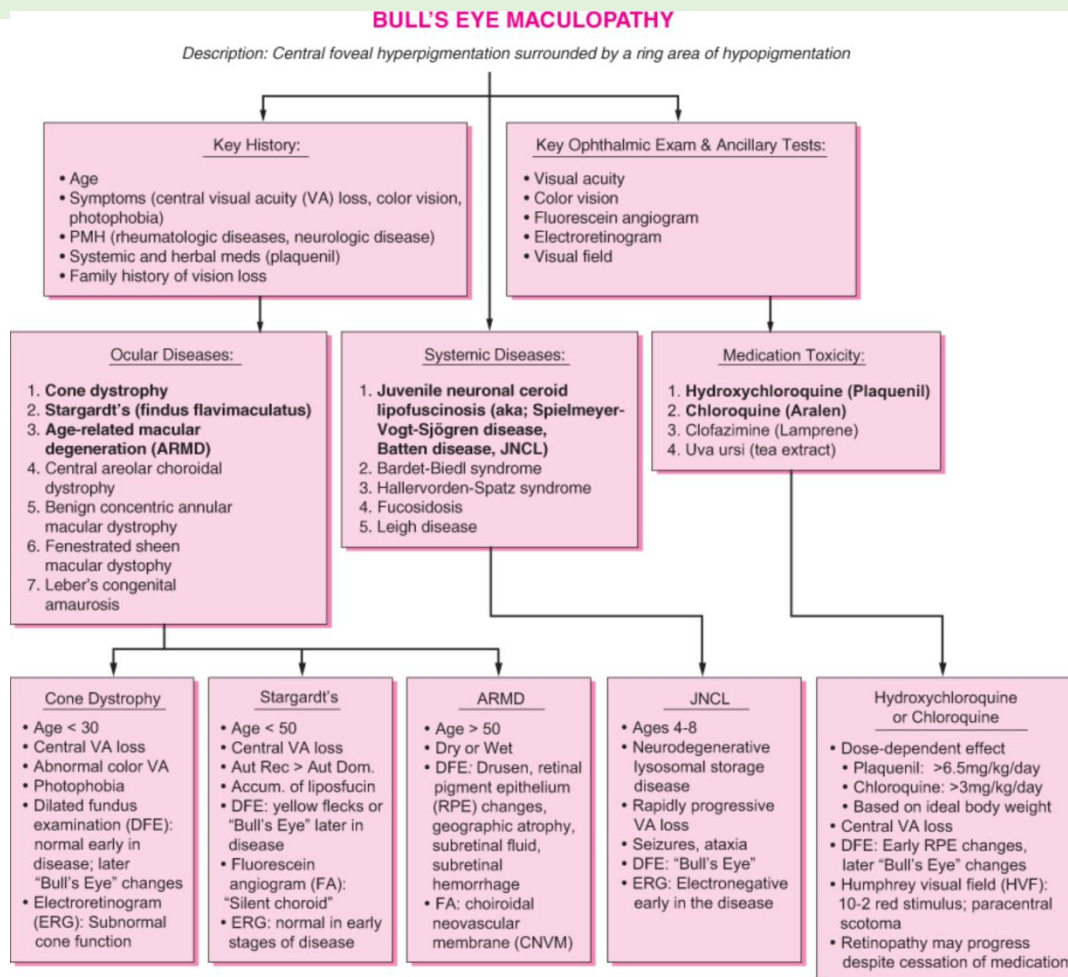 BULL'S EYE MACULOPATHY
Description: Central foveal hyperpigmentation surrounded by a ring area of hypopigmentation
Key History:
• Age
• Symptoms (central visual acuity (VA) loss, color vision,
photophobia)
• PMH (rheumatologic diseases, neurologic disease)
• Systemic and herbal meds (plaquenil)
• Family history of vision loss
Key Ophthalmic Exam & Ancillary Tests:
• Visual acuity
• Color vision
• Fluorescein angiogram
• Electroretinogram
• Visual field
Ocular Diseases:
1. Cone dystrophy
2. Stargardt's (findus flavimaculatus)
3. Age-related macular
degeneration (ARMD)
4. Central areolar choroidal
dystrophy
5. Benign concentric annular
macular dystrophy
6. Fenestrated sheen
macular dystophy
7. Leber's congenital
amaurosis
Systemic Diseases:
1. Juvenile neuronal ceroid
lipofuscinosis (aka; Spielmeyer-
Vogt-Sjögren disease,
Batten disease, JNCL)
2. Bardet-Biedl syndrome
3. Hallervorden-Spatz syndrome
4. Fucosidosis
5. Leigh disease
Medication Toxicity:
1. Hydroxychloroquine (Plaquenil)
2. Chloroquine (Aralen)
3. Clofazimine (Lamprene)
4. Uva ursi (tea extract)
Cone Dystrophy
• Age < 30
• Central VA loss
• Abnormal color VA
• Photophobia
• Dilated fundus
examination (DFE):
normal early in
disease; later
"Bull's Eye" changes
• Electroretinogram
(ERG): Subnormal
cone function
Stargardt's
• Age < 50
• Central VA loss
• Aut Rec > Aut Dom.
• Accum. of liposfucin
• DFE: yellow flecks or
"Bull's Eye" later in
disease
• Fluorescein
angiogram (FA):
"Silent choroid"
• ERG: normal in early
stages of disease
ARMD
• Age > 50
• Dry or Wet
• DFE: Drusen, retinal
pigment epithelium
(RPE) changes,
geographic atrophy,
subretinal fluid,
subretinal
hemorrhage
• FA: choiroidal
neovascular
membrane (CNVM)
JNCL
• Ages 4-8
• Neurodegenerative
lysosomal storage
disease
• Rapidly progressive
VA loss
• Seizures, ataxia
• DFE: "Bull's Eye"
• ERG: Electronegative
early in the disease
Hydroxychloroquine
or Chloroquine
• Dose-dependent effect
• Plaquenil: >6.5mg/kg/day
• Chloroquine: >3mg/kg/day
• Based on ideal body weight
• Central VA loss
• DFE: Early RPE changes,
later "Bull's Eye" changes
• Humphrey visual field (HVF):
10-2 red stimulus; paracentral
scotoma
• Retinopathy may progress
despite cessation of medication